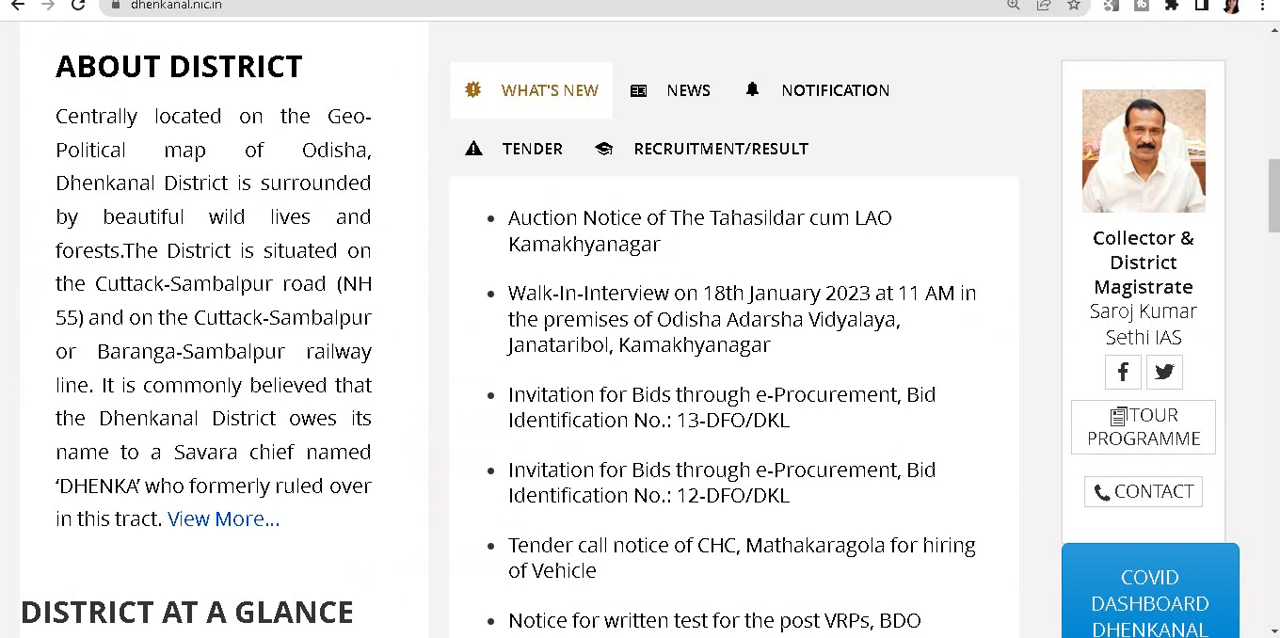 dhenkanal.nic.in
ABOUT DISTRICT
Centrally located on the Geo-
Political map of Odisha,
Dhenkanal District is surrounded
by beautiful wild lives and
forests.The District is situated on
the Cuttack-Sambalpur road (NH
55) and on the Cuttack-Sambalpur
or Baranga-Sambalpur railway
line. It is commonly believed that
the Dhenkanal District owes its
name to a Savara chief named
‘DHENKA’ who formerly ruled over
in this tract. View More...
DISTRICT AT A GLANCE
WHAT'S NEW
NEWS
NOTIFICATION
TENDER
RECRUITMENT/RESULT
Auction Notice of The Tahasildar cum LAO
Kamakhyanagar
Walk-In-Interview on 18th January 2023 at 11 AM in
the premises of Odisha Adarsha Vidyalaya,
Janataribol, Kamakhyanagar
Invitation for Bids through e-Procurement, Bid
Identification No.: 13-DFO/DKL
Invitation for Bids through e-Procurement, Bid
Identification No.: 12-DFO/DKL
Tender call notice of CHC, Mathakaragola for hiring
of Vehicle
Notice for written test for the post VRPs, BDO
Collector &
District
Magistrate
Saroj Kumar
Sethi IAS
TOUR
PROGRAMME
CONTACT
COVID
DASHBOARD
DHENKANAL